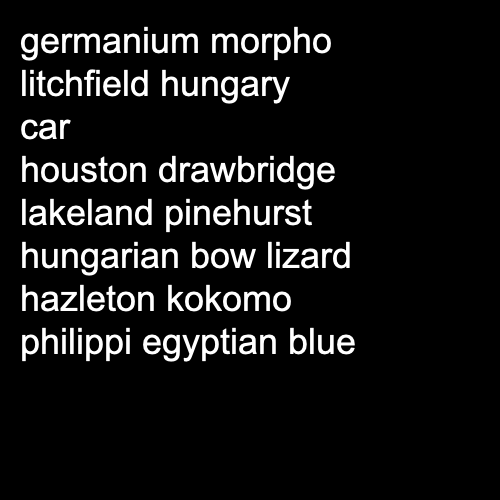 germanium morpho
litchfield hungary
car
houston drawbridge
lakeland pinehurst
hungarian bow lizard
hazleton kokomo
philippi egyptian blue